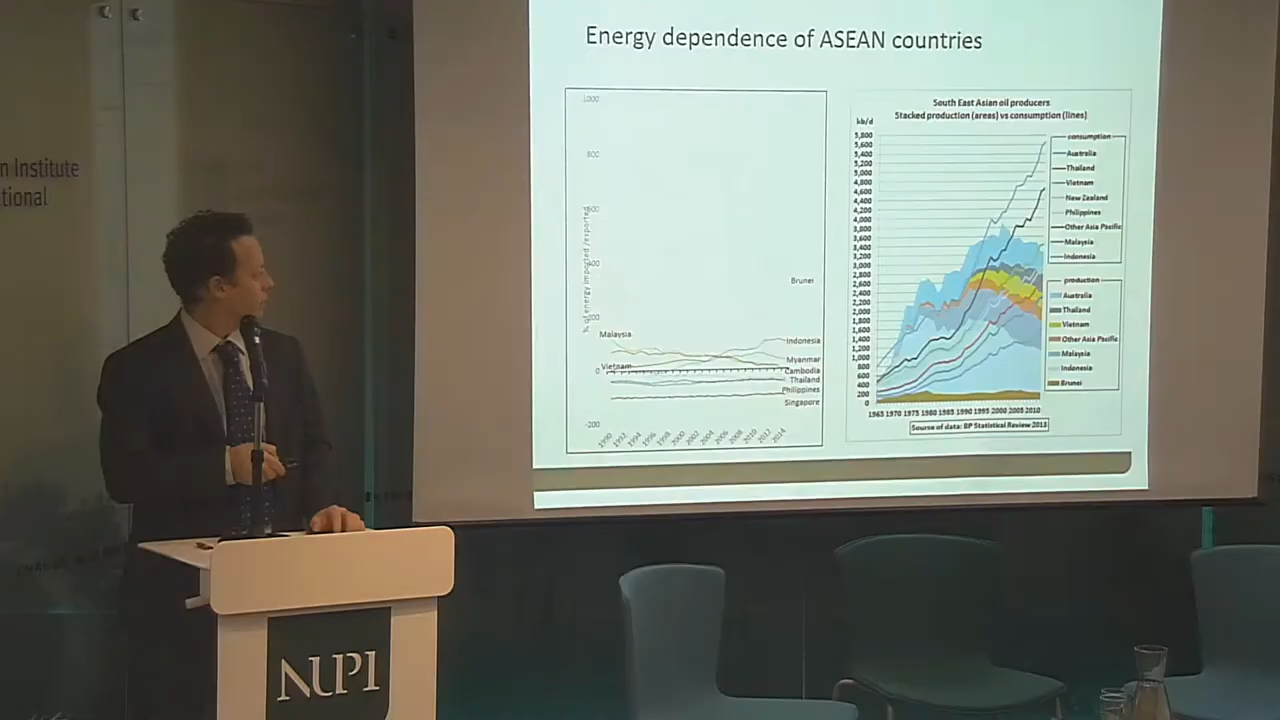 n Institute
tional
NUPI
Energy dependence of ASEAN countries
1000
800
600
400
200
0
-200
% of energy imported /exported
Malaysia
Vietnam
Brunei
Indonesia
Myanmar
Cambodia
Thailand
Philippines
Singapore
1990
1992
1994
1996
1998
2000
2002
2004
2006
2008
2010
2012
2014
South East Asian oil producers
Stacked production (areas) vs consumption (lines)
kb/d
5,800
5,600
5,400
5,200
5,000
4,800
4,600
4,400
4,200
4,000
3,800
3,600
3,400
3,200
3,000
2,800
2,600
2,400
2,200
2,000
1,800
1,600
1,400
1,200
1,000
800
600
400
200
0
1965 1970 1975 1980 1985 1990 1995 2000 2005 2010
Source of data: BP Statistical Review 2013
consumption
Australia
Thailand
Vietnam
New Zealand
Philippines
Other Asia Pacific
Malaysia
Indonesia
production
Australia
Thailand
Vietnam
Other Asia Pacific
Malaysia
Indonesia
Brunei